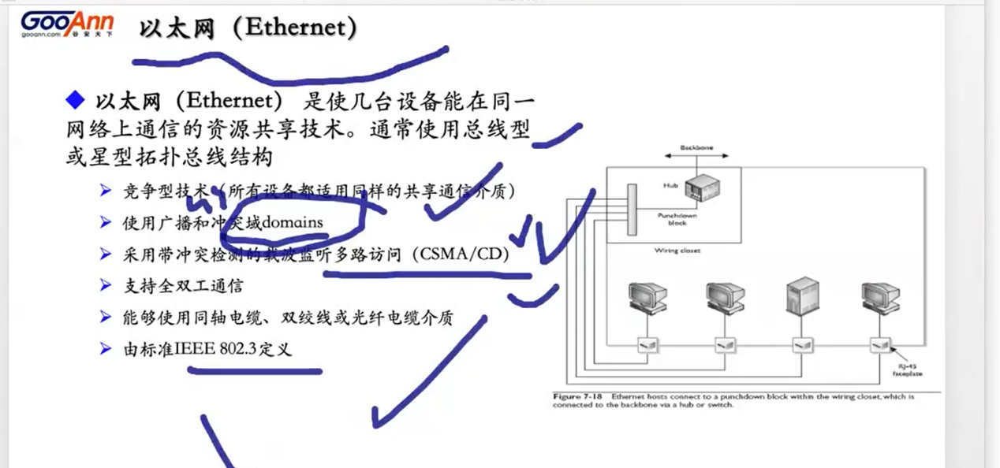 GooAnn
gooann.com 谷安天下
以太网（Ethernet）
以太网（Ethernet） 是使几台设备能在同一
网络上通信的资源共享技术。通常使用总线型
或星型拓扑总线结构
竞争型技术（所有设备都适用同样的共享通信介质）
使用广播和冲突域domains
采用带冲突检测的载波监听多路访问（CSMA/CD）
支持全双工通信
能够使用同轴电缆、双绞线或光纤电缆介质
由标准IEEE 802.3定义
Backbone
Hub
Punchdown
block
Wiring closet
RJ-45
faceplate
Figure 7-18 Ethernet hosts connect to a punchdown block within the wiring closet, which is
connected to the backbone via a hub or switch.